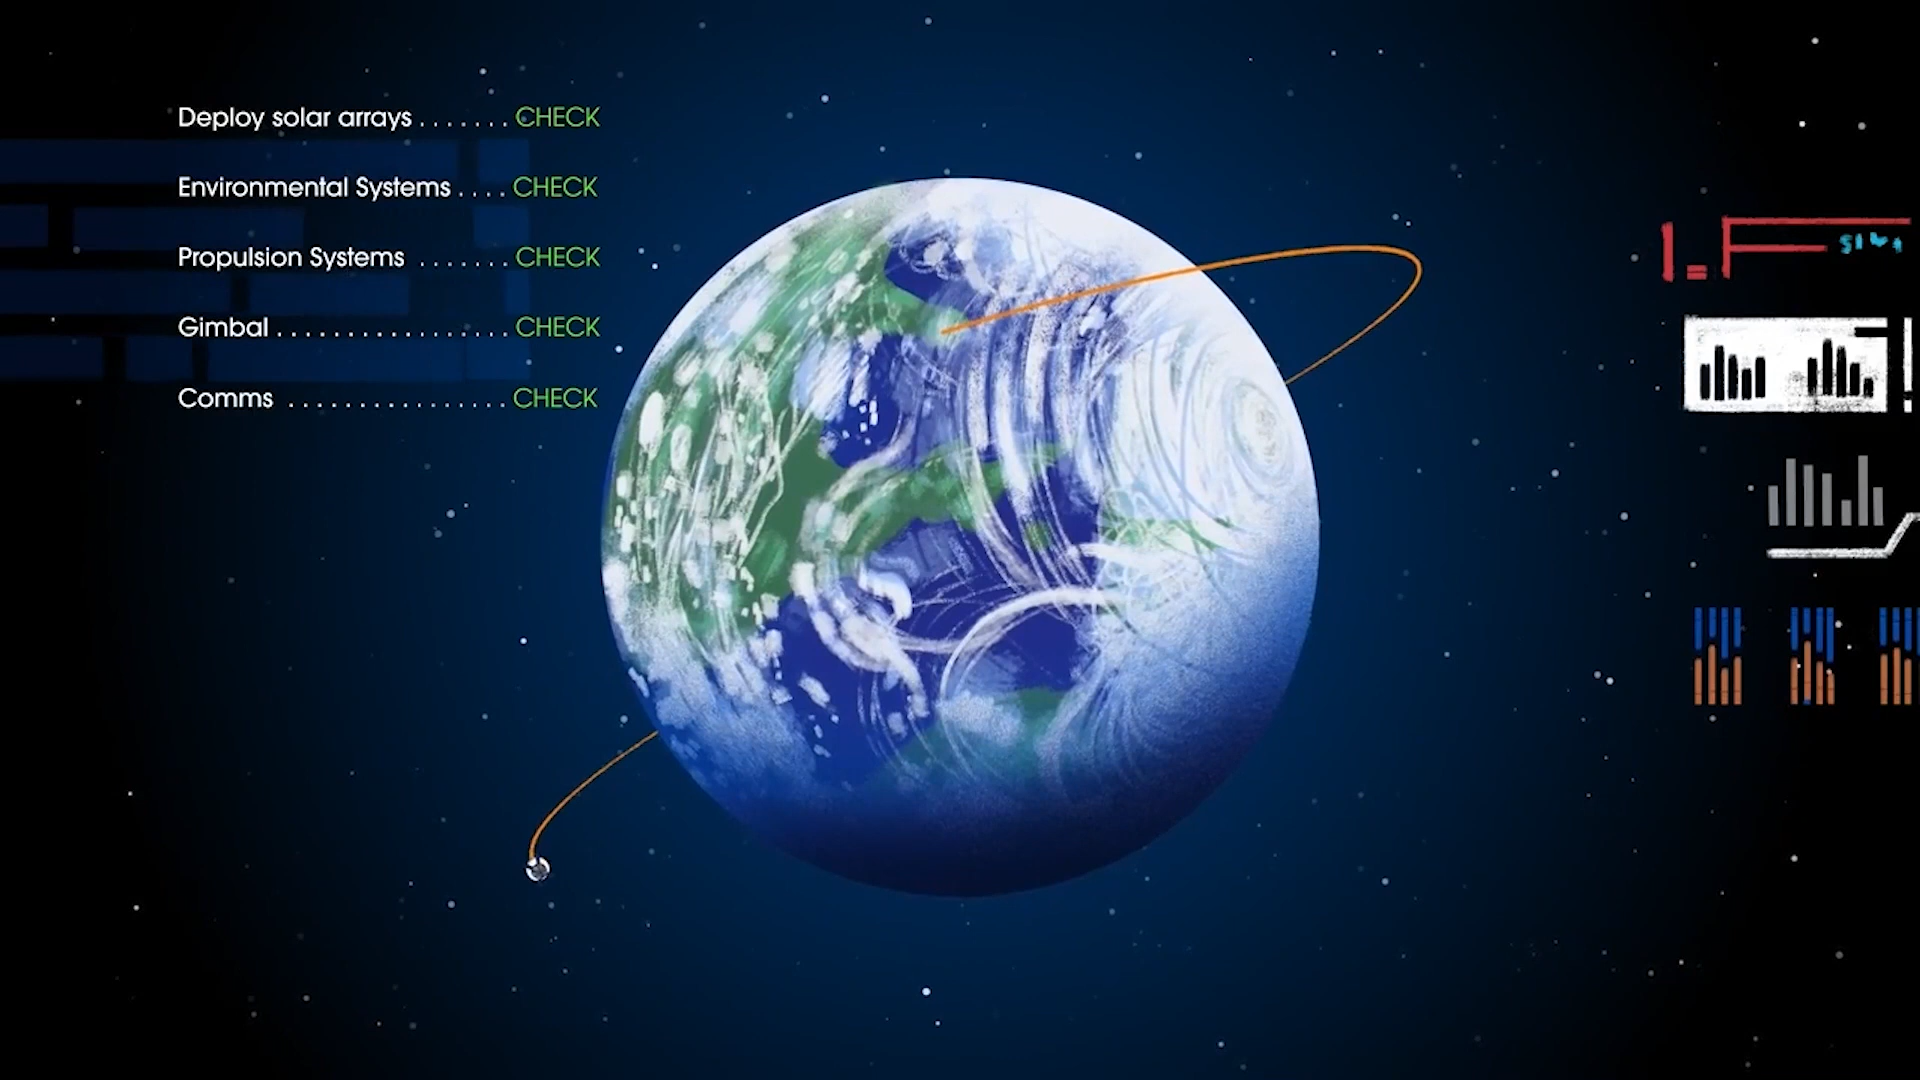 Deploy solar arrays . . . . . . . CHECK
Environmental Systems . . . . CHECK
Propulsion Systems . . . . . . . CHECK
Gimbal . . . . . . . . . . . . . . . . . CHECK
Comms . . . . . . . . . . . . . . . . CHECK